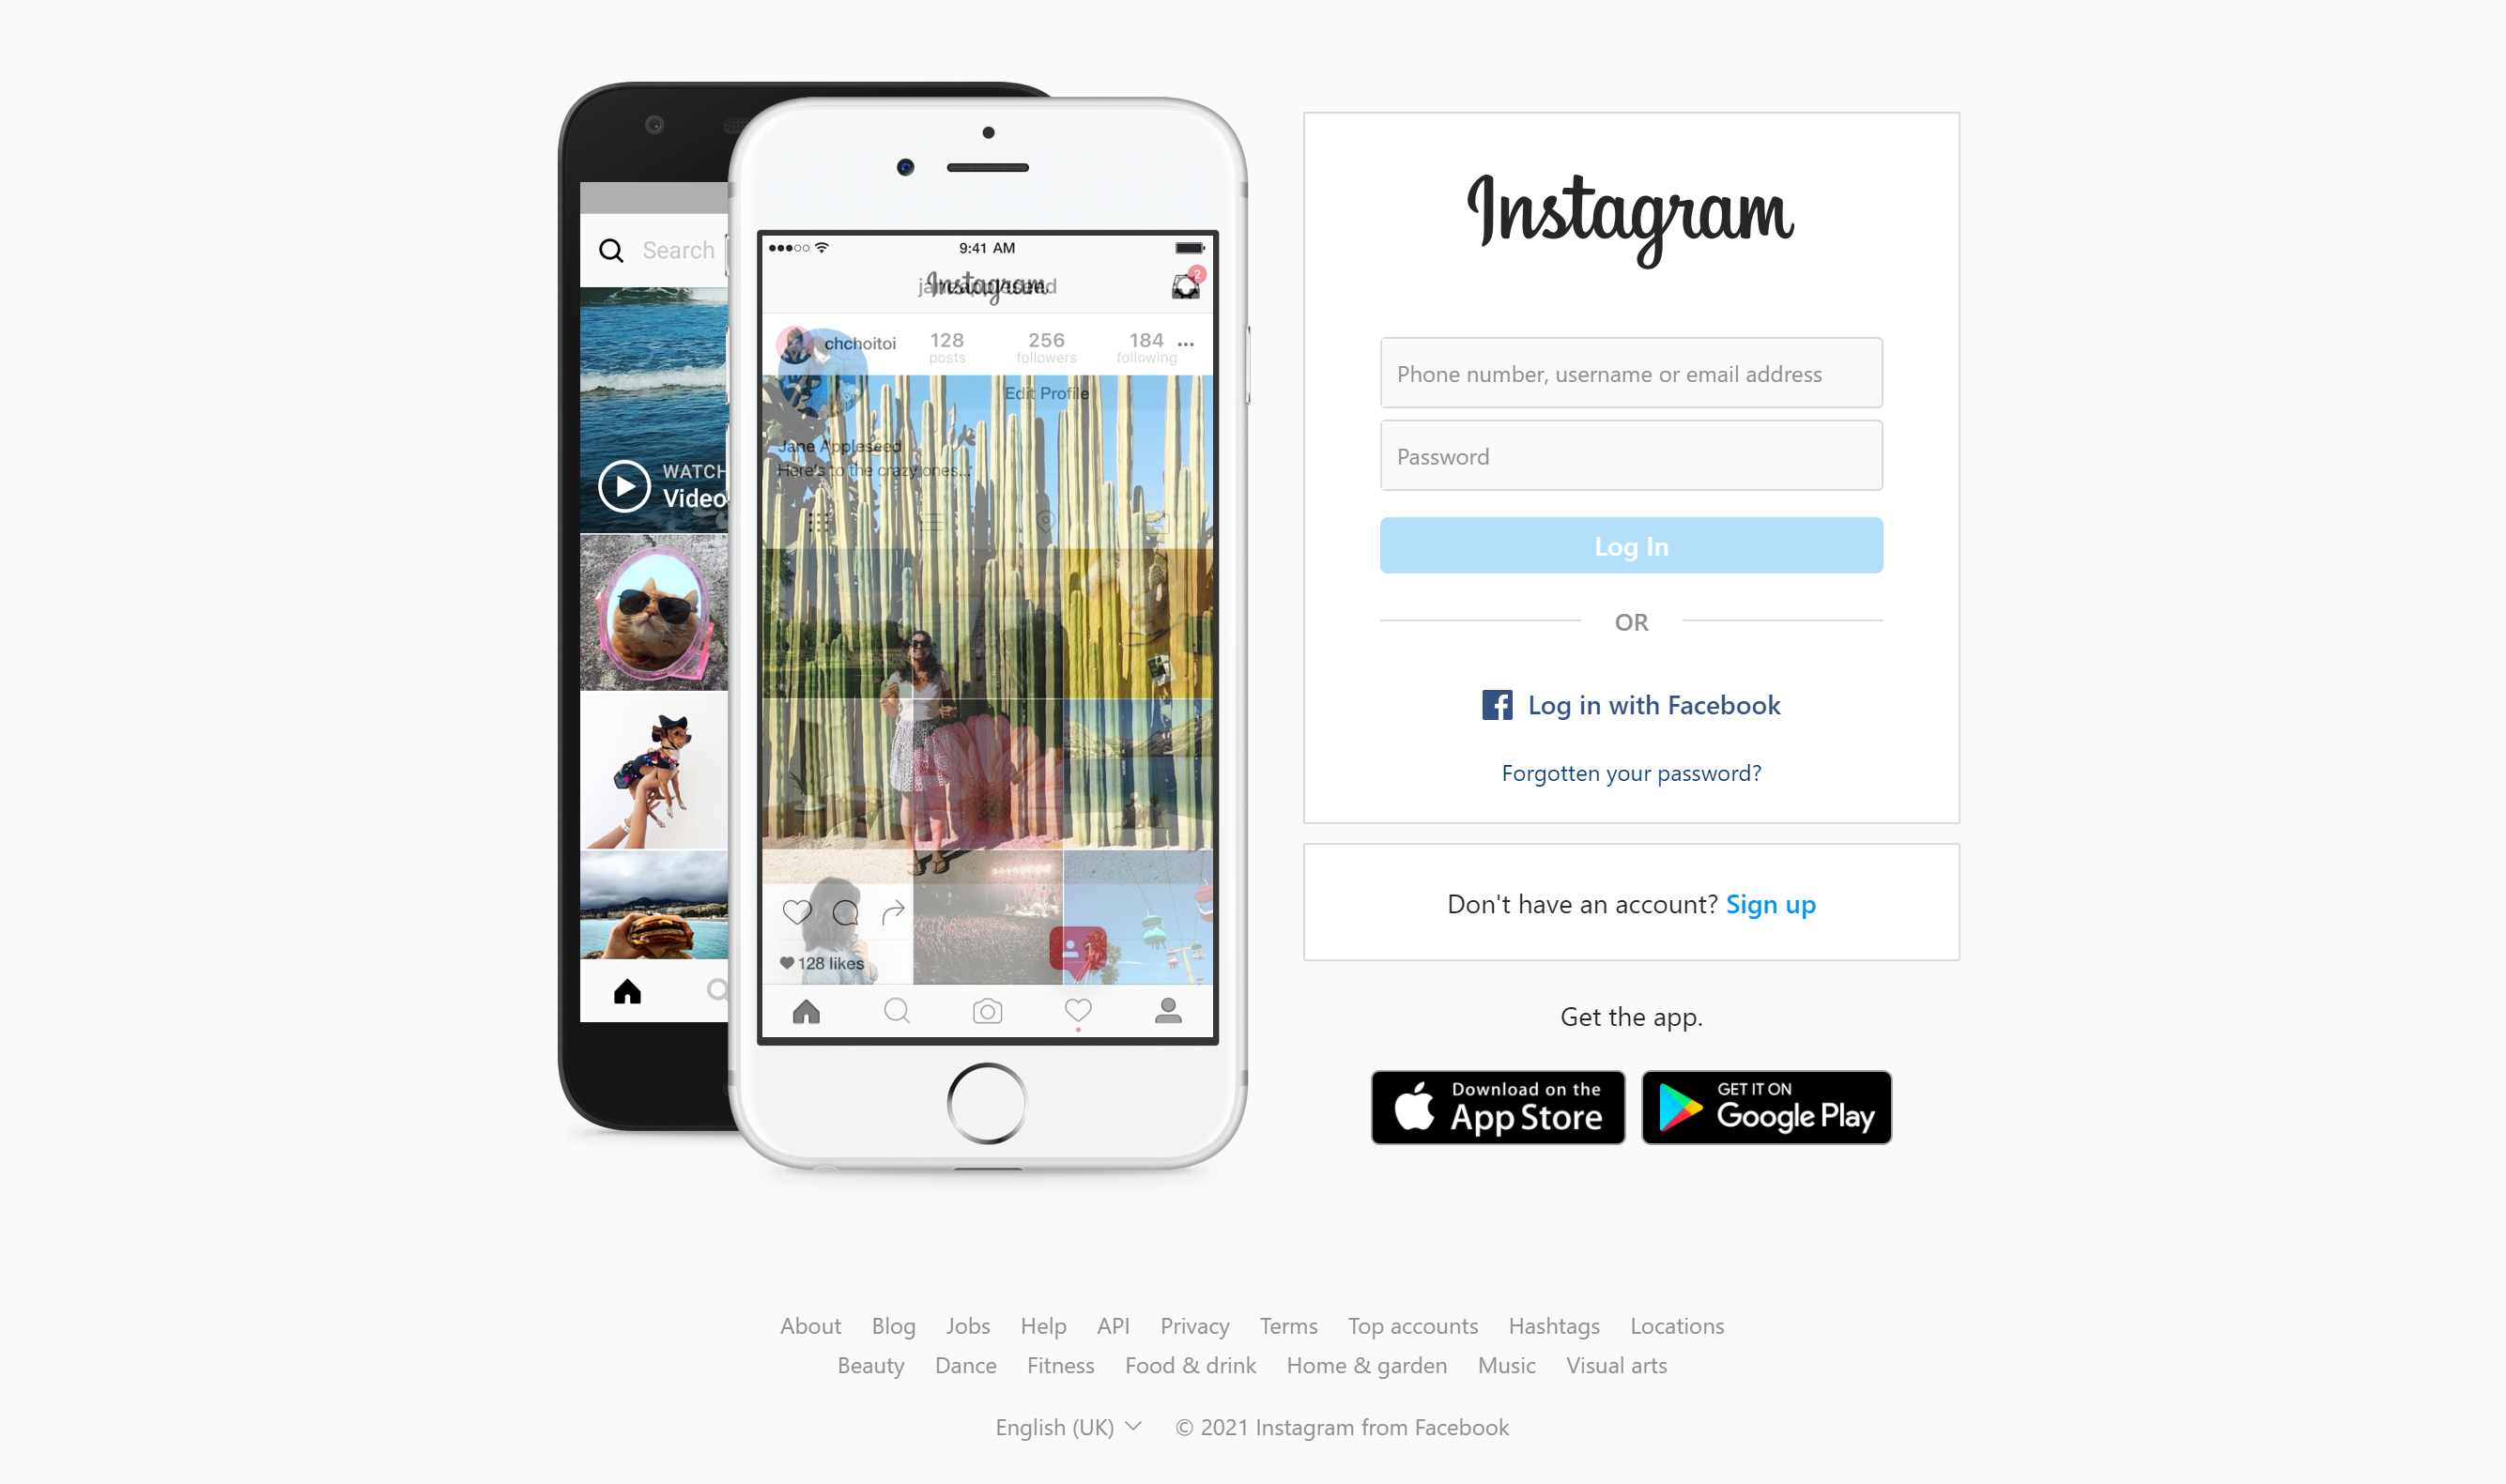 Search
WATCH
Video
9:41 AM
Instagram
janeappleseed
2
chchoitoi
128
256
184
posts
followers
following
Edit Profile
Jane Appleseed
Here's to the crazy ones...
128 likes
Instagram
Phone number, username or email address
Password
Log In
OR
Log in with Facebook
Forgotten your password?
Don't have an account? Sign up
Get the app.
Download on the
App Store
GET IT ON
Google Play
About Blog Jobs Help API Privacy Terms Top accounts Hashtags Locations
Beauty Dance Fitness Food & drink Home & garden Music Visual arts
English (UK) © 2021 Instagram from Facebook